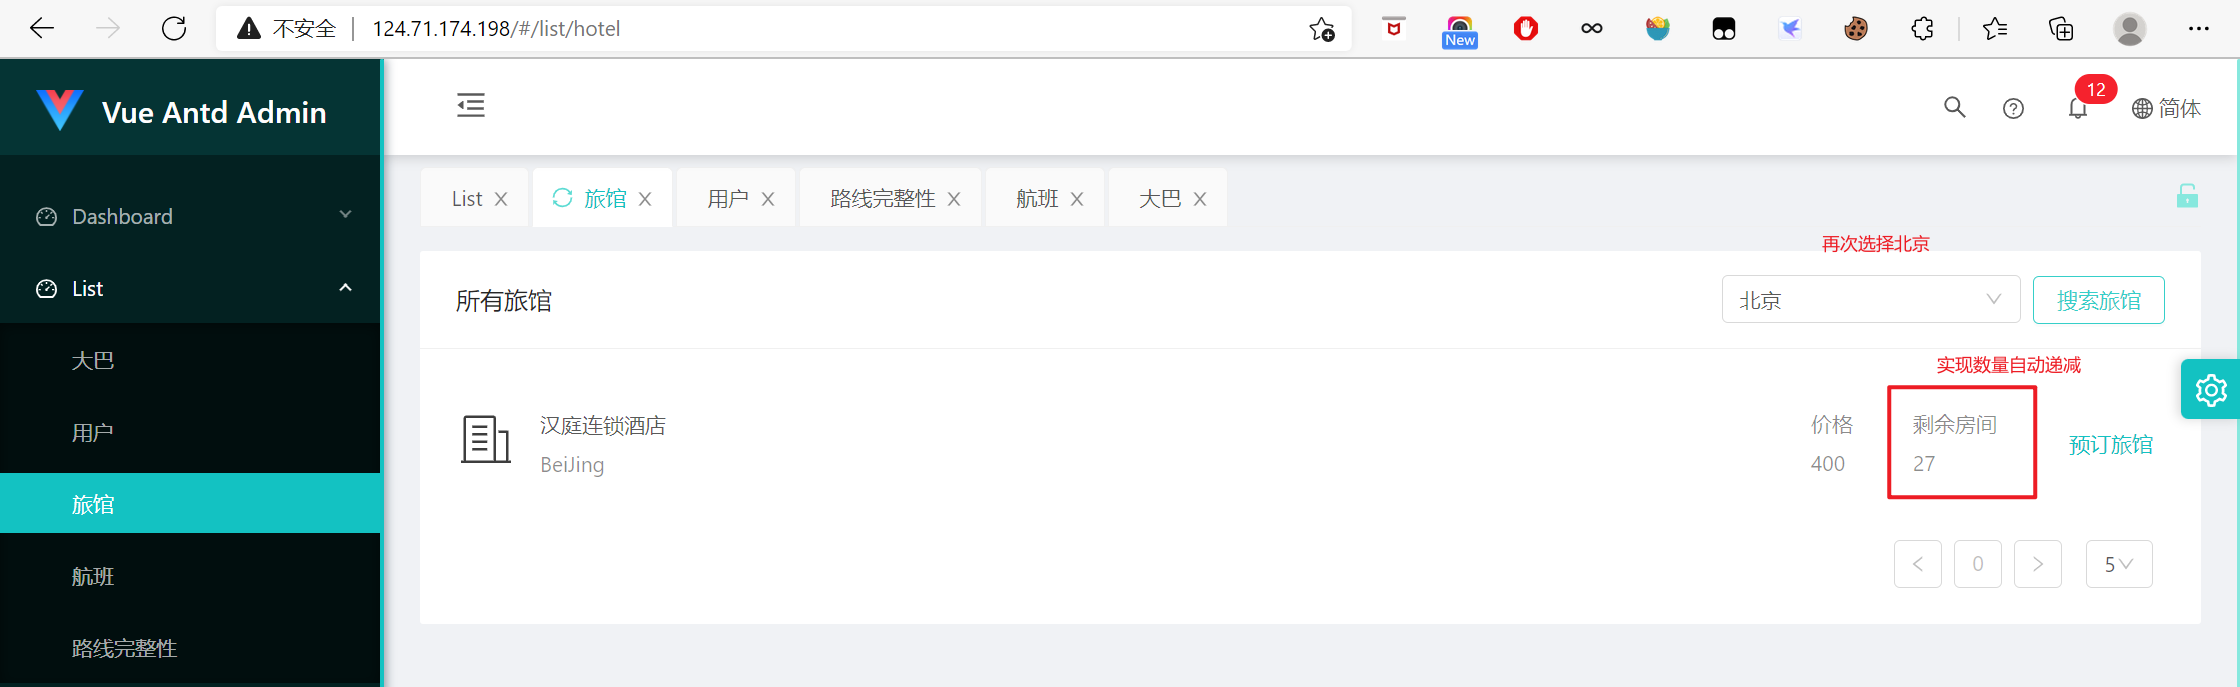 不安全 | 124.71.174.198/#/list/hotel
New
Vue Antd Admin
12
简体
Dashboard
List
大巴
用户
旅馆
航班
路线完整性
List X 旅馆 X 用户 X 路线完整性 X 航班 X 大巴 X
再次选择北京
所有旅馆
北京
搜索旅馆
实现数量自动递减
汉庭连锁酒店
BeiJing
价格
400
剩余房间
27
预订旅馆
< 0 > 5